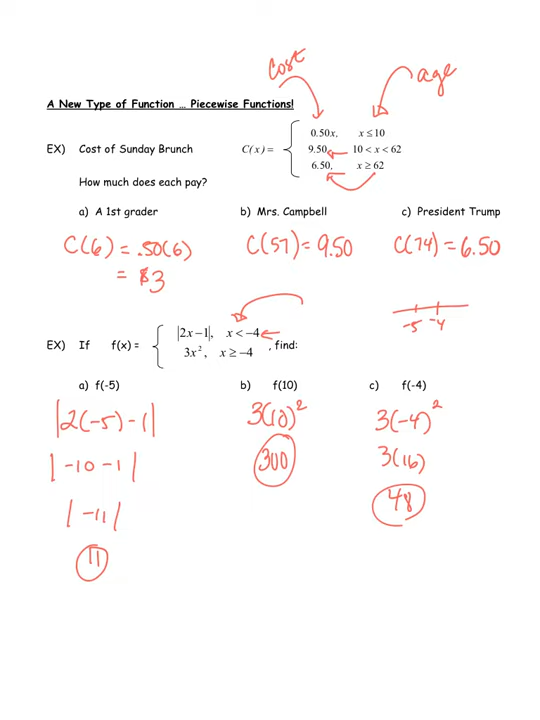 Cost
age
A New Type of Function … Piecewise Functions!
0.50x, x ≤ 10
EX) Cost of Sunday Brunch C(x) = { 9.50, 10 < x < 62
6.50, x ≥ 62
How much does each pay?
a) A 1st grader b) Mrs. Campbell c) President Trump
C(6) = .50(6) C(57) = 9.50 C(74) = 6.50
= $3
-5 -4
|2x−1|, x < −4
EX) If f(x) = { , find:
3x², x ≥ −4
a) f(-5) b) f(10) c) f(-4)
|2(-5) - 1| 3(10)² 3(-4)²
|-10 -1| 300 3(16)
|-11| 48
11